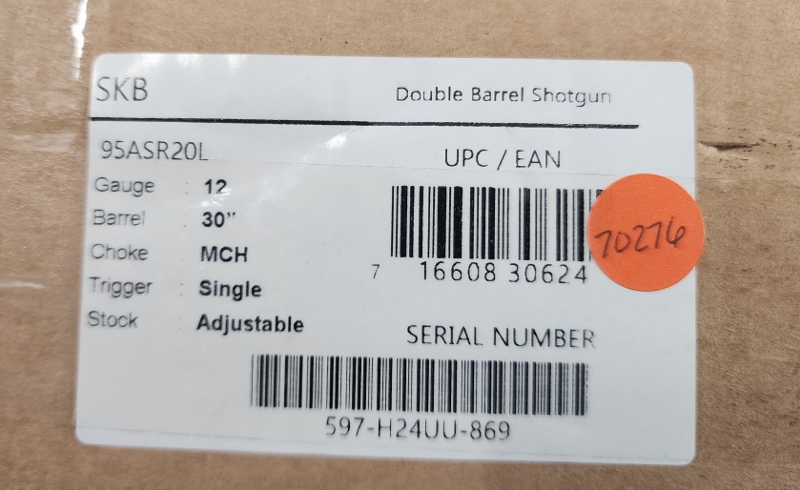 SKB Double Barrel Shotgun
95ASR20L
UPC / EAN
Gauge : 12
Barrel : 30"
Choke : MCH
Trigger : Single
Stock : Adjustable
7 16608 30624
70276
SERIAL NUMBER
597-H24UU-869